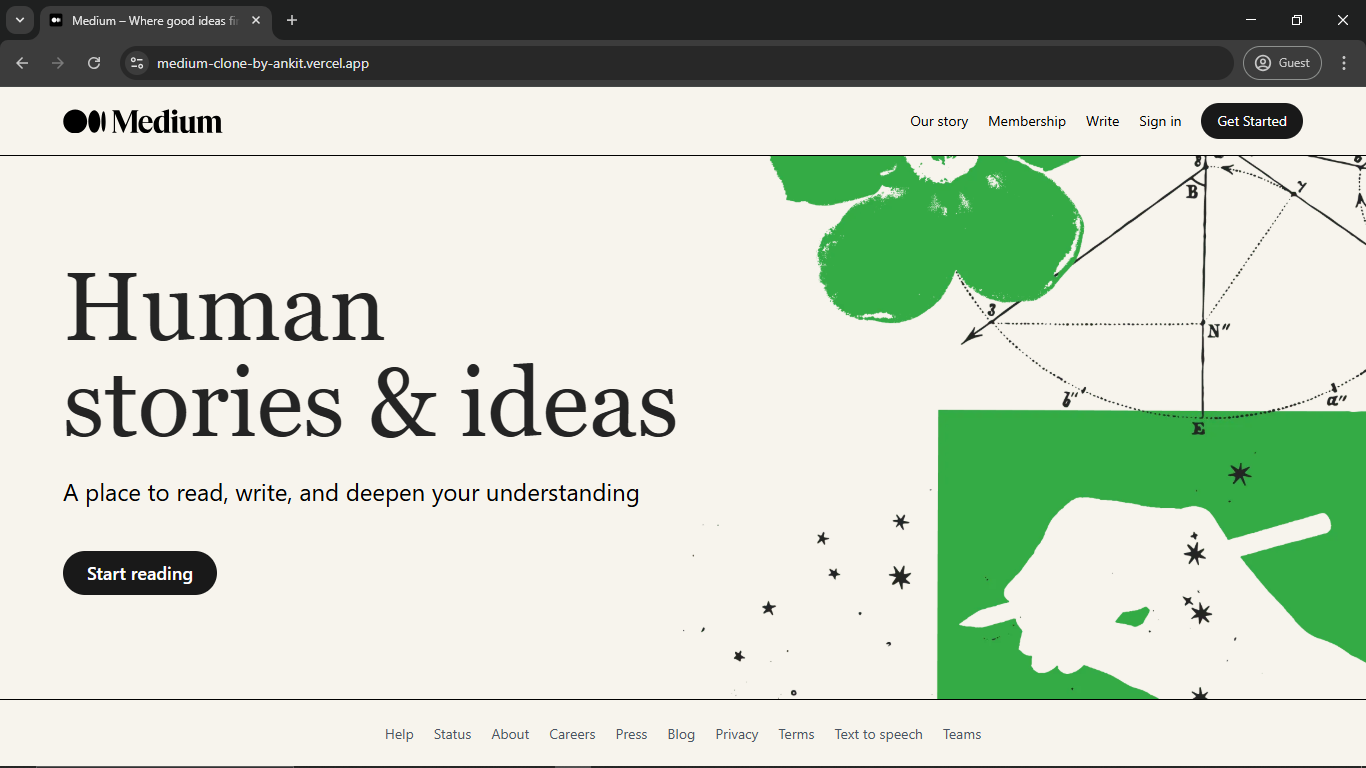 Medium – Where good ideas fi
medium-clone-by-ankit.vercel.app
Guest
Medium
Our story
Membership
Write
Sign in
Get Started
Human
stories & ideas
A place to read, write, and deepen your understanding
Start reading
B
3
N"
b"
a"
E
Help
Status
About
Careers
Press
Blog
Privacy
Terms
Text to speech
Teams